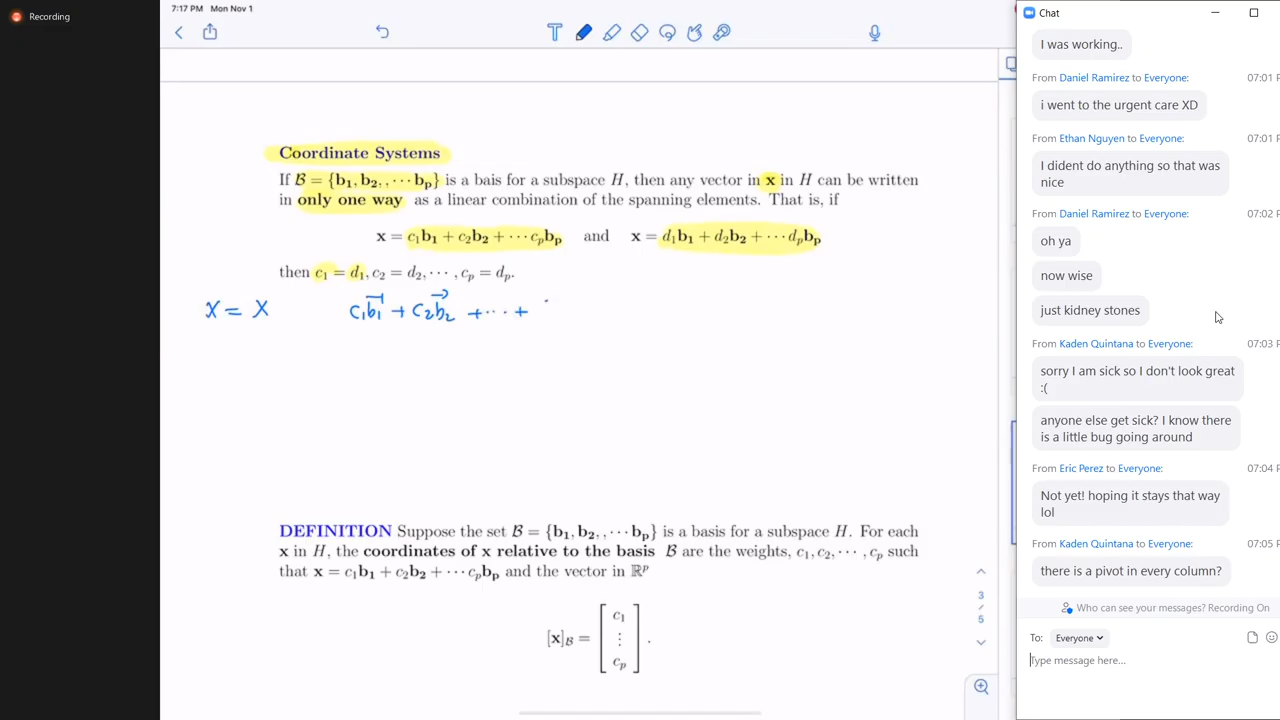 Recording
7:17 PM Mon Nov 1
T
Coordinate Systems
If B = {b₁, b₂, , ⋯ bₚ} is a bais for a subspace H, then any vector in x in H can be written
in only one way as a linear combination of the spanning elements. That is, if
x = c₁b₁ + c₂b₂ + ⋯ cₚbₚ and x = d₁b₁ + d₂b₂ + ⋯ dₚbₚ
then c₁ = d₁, c₂ = d₂, ⋯ , cₚ = dₚ.
x = x c₁b₁ + c₂b₂ + ⋯ +
DEFINITION Suppose the set B = {b₁, b₂, , ⋯ bₚ} is a basis for a subspace H. For each
x in H, the coordinates of x relative to the basis B are the weights, c₁, c₂, ⋯ , cₚ such
that x = c₁b₁ + c₂b₂ + ⋯ cₚbₚ and the vector in ℝᵖ
[x]B = [ c₁ ⋮ cₚ ] .
3
/
5
Chat
I was working..
From Daniel Ramirez to Everyone: 07:01 P
i went to the urgent care XD
From Ethan Nguyen to Everyone: 07:01 P
I dident do anything so that was
nice
From Daniel Ramirez to Everyone: 07:02 P
oh ya
now wise
just kidney stones
From Kaden Quintana to Everyone: 07:03 P
sorry I am sick so I don't look great
:(
anyone else get sick? I know there
is a little bug going around
From Eric Perez to Everyone: 07:04 P
Not yet! hoping it stays that way
lol
From Kaden Quintana to Everyone: 07:05 P
there is a pivot in every column?
Who can see your messages? Recording On
To: Everyone
Type message here...